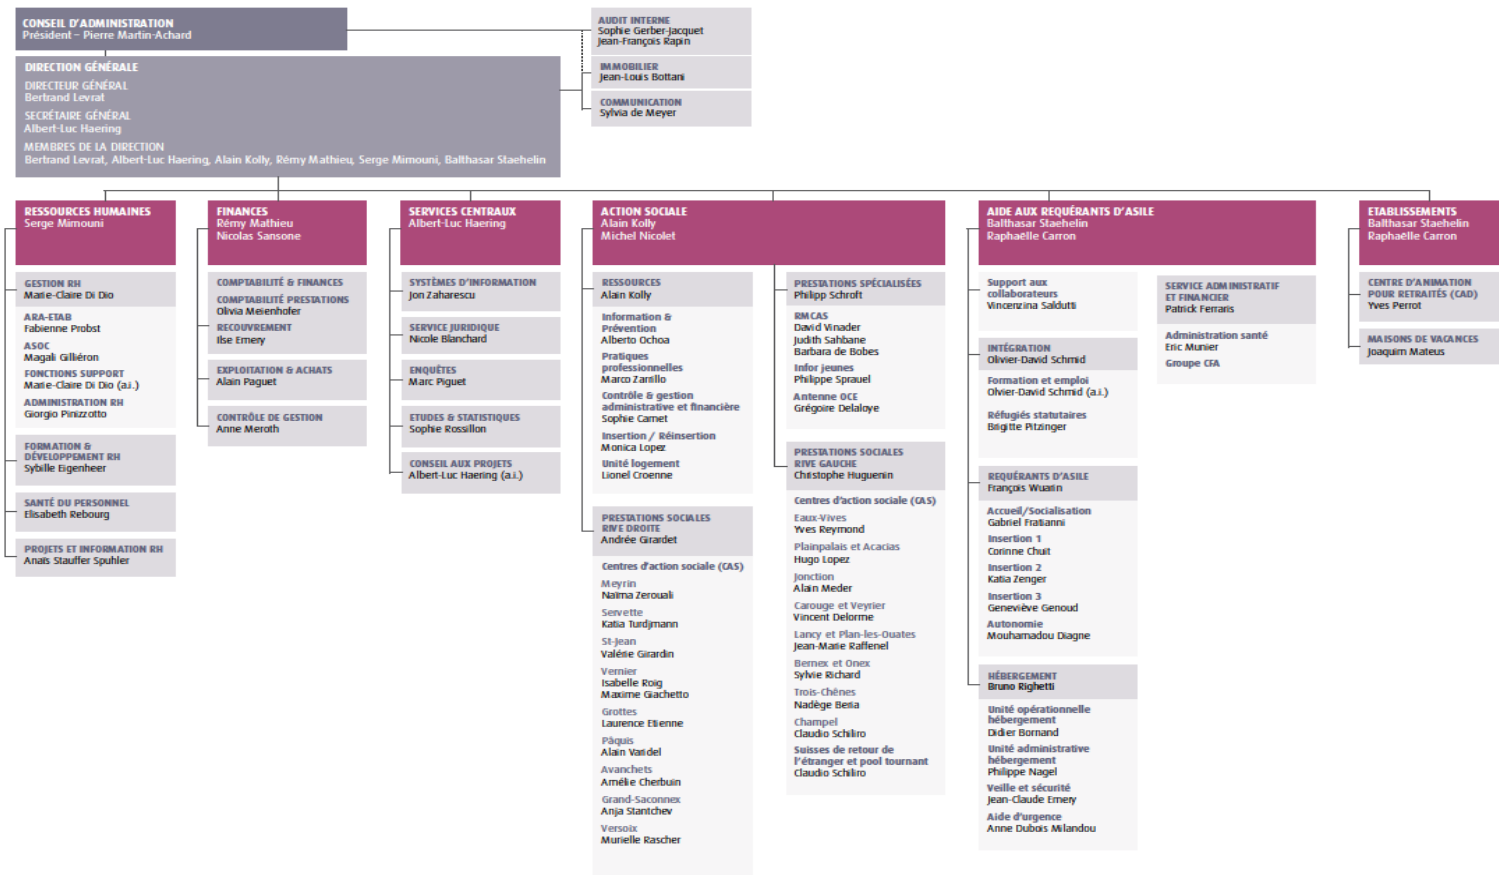 CONSEIL D'ADMINISTRATION
Président – Pierre Martin-Achard
AUDIT INTERNE
Sophie Gerber-Jacquet
Jean-François Rapin
IMMOBILIER
Jean-Louis Bottani
COMMUNICATION
Sylvia de Meyer
DIRECTION GÉNÉRALE
DIRECTEUR GÉNÉRAL
Bertrand Levrat
SECRÉTAIRE GÉNÉRAL
Albert-Luc Haering
MEMBRES DE LA DIRECTION
Bertrand Levrat, Albert-Luc Haering, Alain Kolly, Rémy Mathieu, Serge Mimouni, Balthasar Staehelin
RESSOURCES HUMAINES
Serge Mimouni
GESTION RH
Marie-Claire Di Dio
ARA-ETAB
Fabienne Probst
ASOC
Magali Gilliéron
FONCTIONS SUPPORT
Marie-Claire Di Dio (a.i.)
ADMINISTRATION RH
Giorgio Pinizzotto
FORMATION &
DÉVELOPPEMENT RH
Sybille Eigenheer
SANTÉ DU PERSONNEL
Elisabeth Rebourg
PROJETS ET INFORMATION RH
Anaïs Stauffer Spuhler
FINANCES
Rémy Mathieu
Nicolas Sansone
COMPTABILITÉ & FINANCES
COMPTABILITÉ PRESTATIONS
Olivia Meienhofer
RECOUVREMENT
Ilse Emery
EXPLOITATION & ACHATS
Alain Paguet
CONTRÔLE DE GESTION
Anne Meroth
SERVICES CENTRAUX
Albert-Luc Haering
SYSTÈMES D'INFORMATION
Jon Zaharescu
SERVICE JURIDIQUE
Nicole Blanchard
ENQUÊTES
Marc Piguet
ETUDES & STATISTIQUES
Sophie Rossillon
CONSEIL AUX PROJETS
Albert-Luc Haering (a.i.)
ACTION SOCIALE
Alain Kolly
Michel Nicolet
RESSOURCES
Alain Kolly
Information &
Prévention
Alberto Ochoa
Pratiques
professionnelles
Marco Zarrillo
Contrôle & gestion
administrative et financière
Sophie Carnet
Insertion / Réinsertion
Monica Lopez
Unité logement
Lionel Croenne
PRESTATIONS SOCIALES
RIVE DROITE
Andrée Girardet
Centres d'action sociale (CAS)
Meyrin
Naïma Zerouali
Servette
Katia Turdjmann
St-Jean
Valérie Girardin
Vernier
Isabelle Roig
Maxime Giachetto
Grottes
Laurence Etienne
Pâquis
Alain Varidel
Avanchets
Amélie Cherbuin
Grand-Saconnex
Anja Stantchev
Versoix
Murielle Rascher
PRESTATIONS SPÉCIALISÉES
Philipp Schroft
RMCAS
David Vinader
Judith Sahbane
Barbara de Bobes
Infor jeunes
Philippe Sprauel
Antenne OCE
Grégoire Delaloye
PRESTATIONS SOCIALES
RIVE GAUCHE
Christophe Huguenin
Centres d'action sociale (CAS)
Eaux-Vives
Yves Reymond
Plainpalais et Acacias
Hugo Lopez
Jonction
Alain Meder
Carouge et Veyrier
Vincent Delorme
Lancy et Plan-les-Ouates
Jean-Marie Raffenel
Bernex et Onex
Sylvie Richard
Trois-Chênes
Nadège Beria
Champel
Claudio Schiliro
Suisses de retour de
l'étranger et pool tournant
Claudio Schiliro
AIDE AUX REQUÉRANTS D'ASILE
Balthasar Staehelin
Raphaëlle Carron
Support aux
collaborateurs
Vincenzina Saldutti
INTÉGRATION
Olivier-David Schmid
Formation et emploi
Olvier-David Schmid (a.i.)
Réfugiés statutaires
Brigitte Pitzinger
REQUÉRANTS D'ASILE
François Wuarin
Accueil/Socialisation
Gabriel Fratianni
Insertion 1
Corinne Chuit
Insertion 2
Katia Zenger
Insertion 3
Geneviève Genoud
Autonomie
Mouhamadou Diagne
HÉBERGEMENT
Bruno Righetti
Unité opérationnelle
hébergement
Didier Bornand
Unité administrative
hébergement
Philippe Nagel
Veille et sécurité
Jean-Claude Emery
Aide d'urgence
Anne Dubois Milandou
SERVICE ADMINISTRATIF
ET FINANCIER
Patrick Ferraris
Administration santé
Eric Munier
Groupe CFA
ETABLISSEMENTS
Balthasar Staehelin
Raphaëlle Carron
CENTRE D'ANIMATION
POUR RETRAITÉS (CAD)
Yves Perrot
MAISONS DE VACANCES
Joaquim Mateus